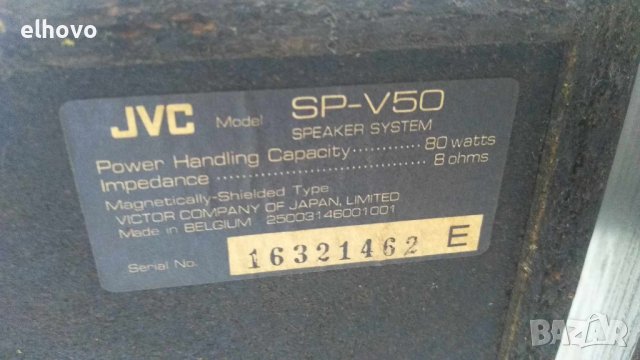 elhovo
JVC Model SP-V50
SPEAKER SYSTEM
Power Handling Capacity ............ 80 watts
Impedance .............................. 8 ohms
Magnetically-Shielded Type
VICTOR COMPANY OF JAPAN, LIMITED
Made in BELGIUM 25003146001001
Serial No. 16321462 E
BAZAR